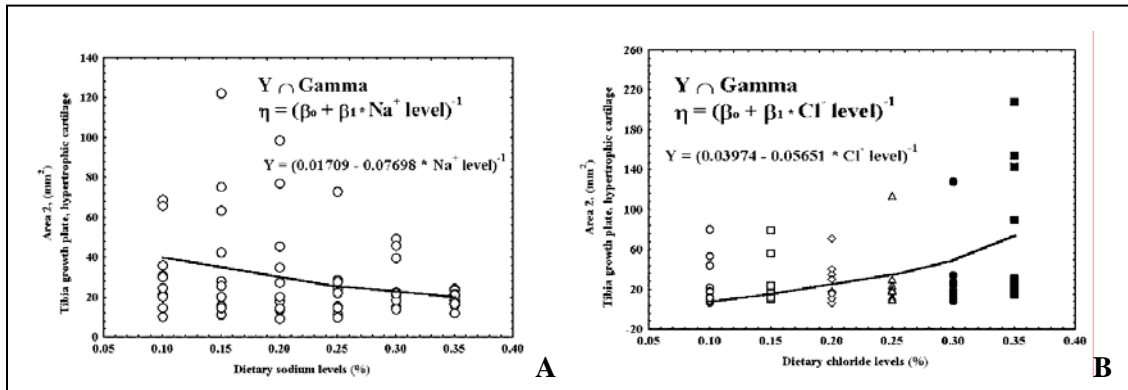 140
120
100
80
60
40
20
0
Area 2, (mm²)
Tibia growth plate, hypertrophic cartilage
Y ∩ Gamma
η = (β₀ + β₁ * Na⁺ level)⁻¹
Y = (0.01709 - 0.07698 * Na⁺ level)⁻¹
0.05 0.10 0.15 0.20 0.25 0.30 0.35 0.40
Dietary sodium levels (%)
A
260
220
180
140
100
60
20
-20
Area 2, (mm²)
Tibia growth plate, hypertrophic cartilage
Y ∩ Gamma
η = (β₀ + β₁ * Cl⁻ level)⁻¹
Y = (0.03974 - 0.05651 * Cl⁻ level)⁻¹
0.05 0.10 0.15 0.20 0.25 0.30 0.35 0.40
Dietary chloride levels (%)
B